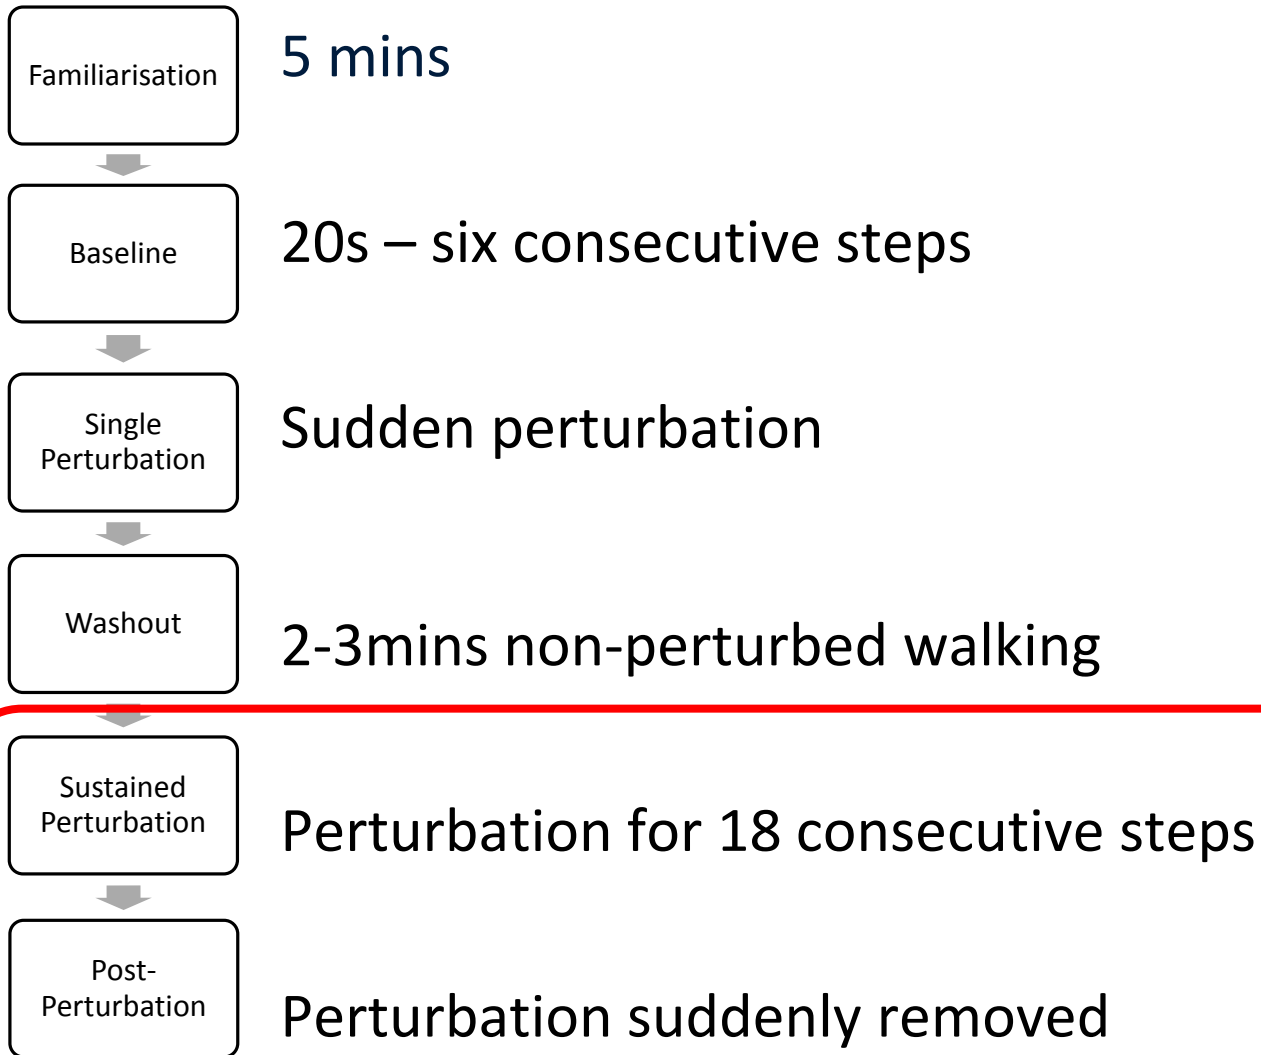 Familiarisation
5 mins
Baseline
20s – six consecutive steps
Single
Perturbation
Sudden perturbation
Washout
2-3mins non-perturbed walking
Sustained
Perturbation
Perturbation for 18 consecutive steps
Post-
Perturbation
Perturbation suddenly removed